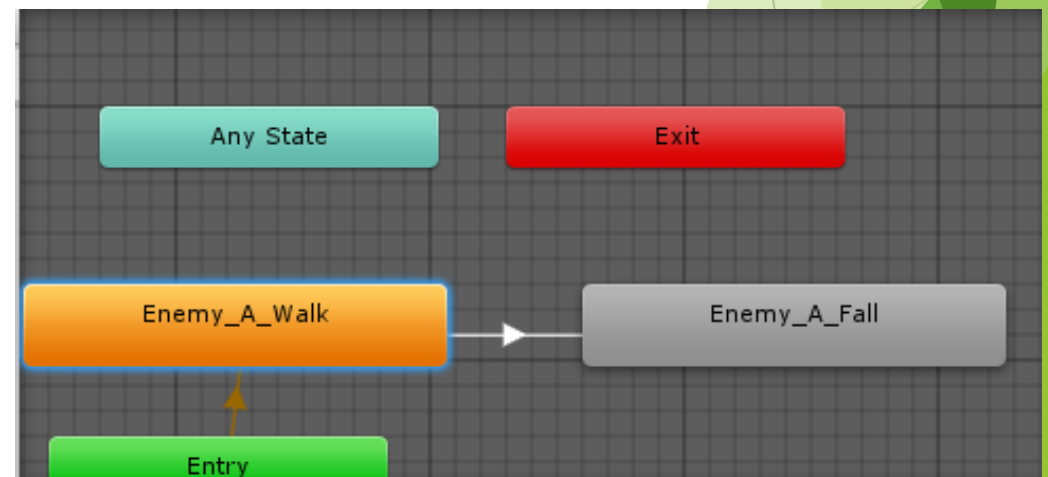 Any State
Exit
Enemy_A_Walk
Enemy_A_Fall
Entry